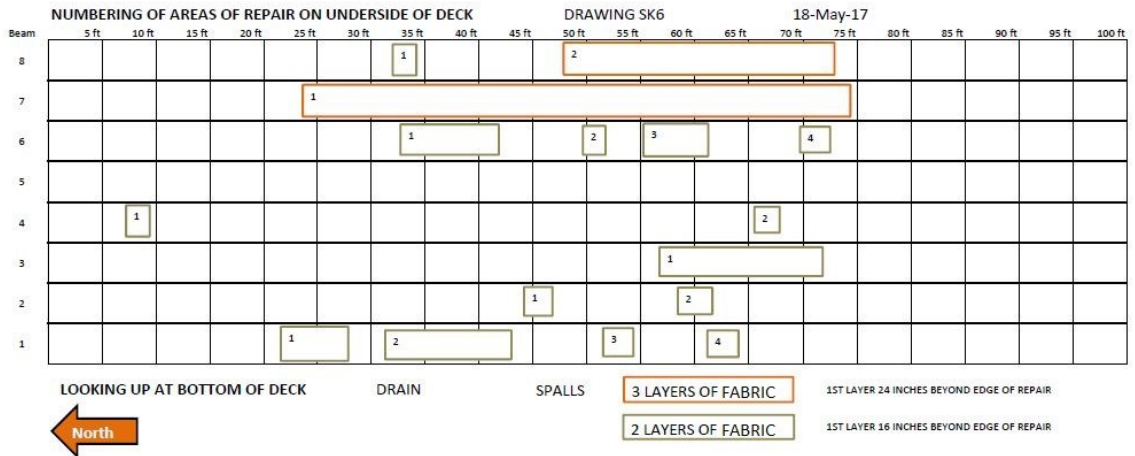 NUMBERING OF AREAS OF REPAIR ON UNDERSIDE OF DECK DRAWING SK6 18-May-17
Beam 5 ft 10 ft 15 ft 20 ft 25 ft 30 ft 35 ft 40 ft 45 ft 50 ft 55 ft 60 ft 65 ft 70 ft 75 ft 80 ft 85 ft 90 ft 95 ft 100 ft
8 1 2
7 1
6 1 2 3 4
5
4 1 2
3 1
2 1 2
1 1 2 3 4
LOOKING UP AT BOTTOM OF DECK DRAIN SPALLS 3 LAYERS OF FABRIC 1ST LAYER 24 INCHES BEYOND EDGE OF REPAIR
North 2 LAYERS OF FABRIC 1ST LAYER 16 INCHES BEYOND EDGE OF REPAIR